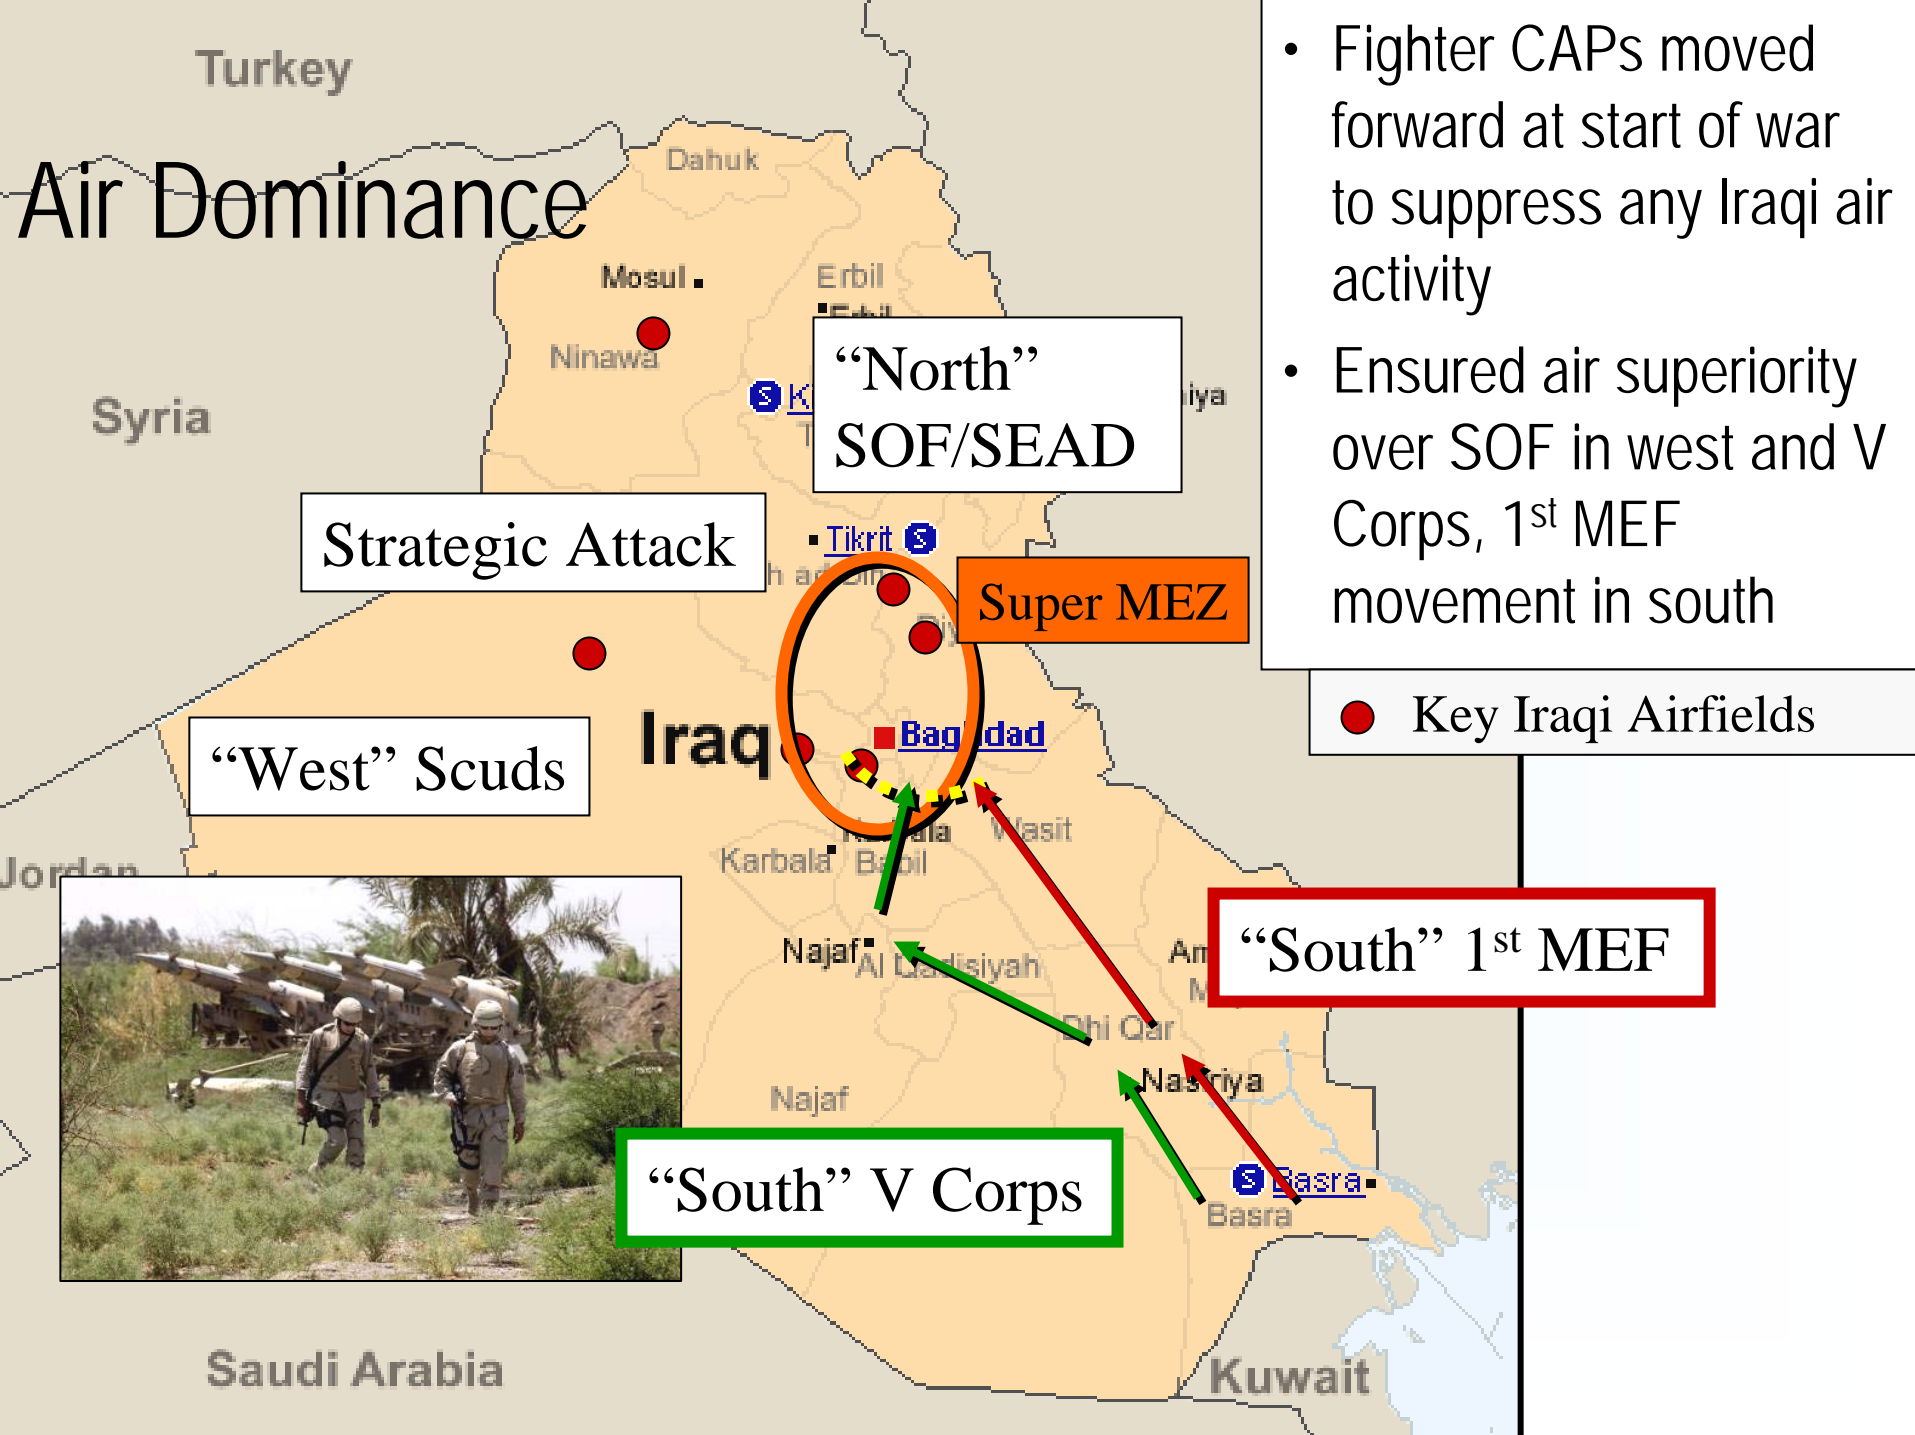 Turkey
Air Dominance
Dahuk
Mosul
Erbil
Ninawa
Syria
“North”
SOF/SEAD
Strategic Attack
Tikrit
Super MEZ
Iraq
Baghdad
“West” Scuds
Wasit
Karbala
Babil
Jordan
Najaf
Al Qadisiyah
“South” 1st MEF
Dhi Qar
Nasiriya
Najaf
“South” V Corps
Basra
Basra
Saudi Arabia
Kuwait
• Fighter CAPs moved
forward at start of war
to suppress any Iraqi air
activity
• Ensured air superiority
over SOF in west and V
Corps, 1st MEF
movement in south
Key Iraqi Airfields